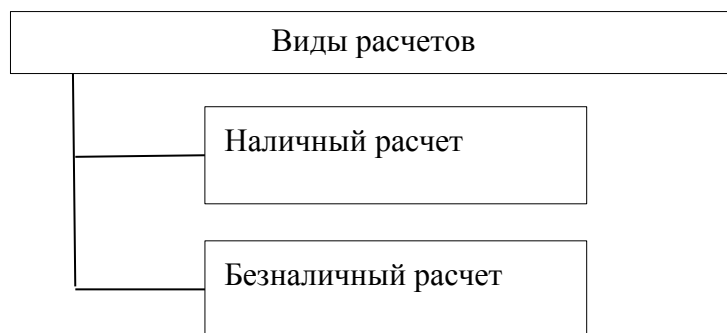 Виды расчетов
Наличный расчет
Безналичный расчет